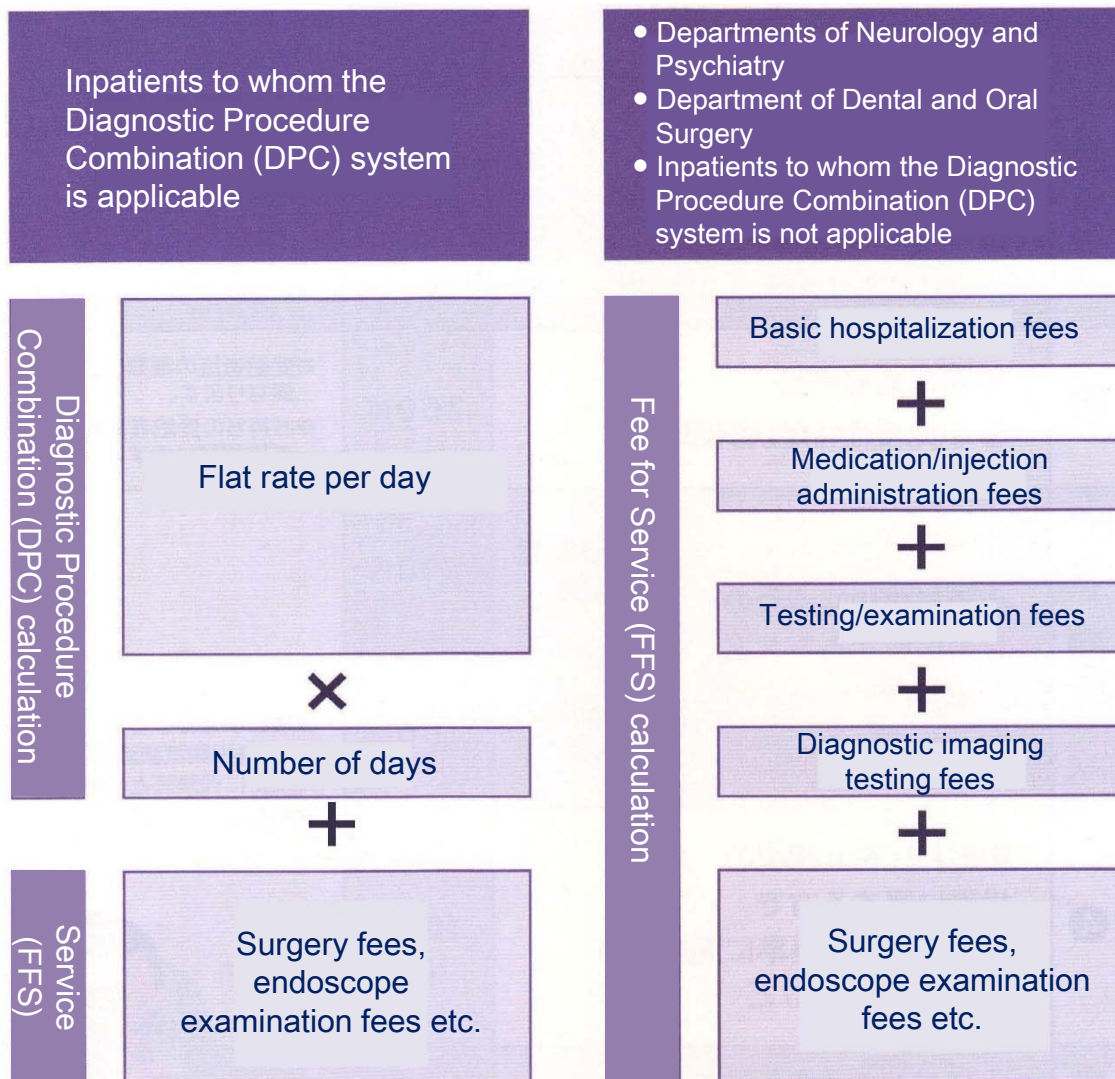 Inpatients to whom the
Diagnostic Procedure
Combination (DPC) system
is applicable
Diagnostic Procedure
Combination (DPC) calculation
Flat rate per day
×
Number of days
+
Service
(FFS)
Surgery fees,
endoscope
examination fees etc.
• Departments of Neurology and
Psychiatry
• Department of Dental and Oral
Surgery
• Inpatients to whom the Diagnostic
Procedure Combination (DPC)
system is not applicable
Fee for Service (FFS) calculation
Basic hospitalization fees
+
Medication/injection
administration fees
+
Testing/examination fees
+
Diagnostic imaging
testing fees
+
Surgery fees,
endoscope examination
fees etc.